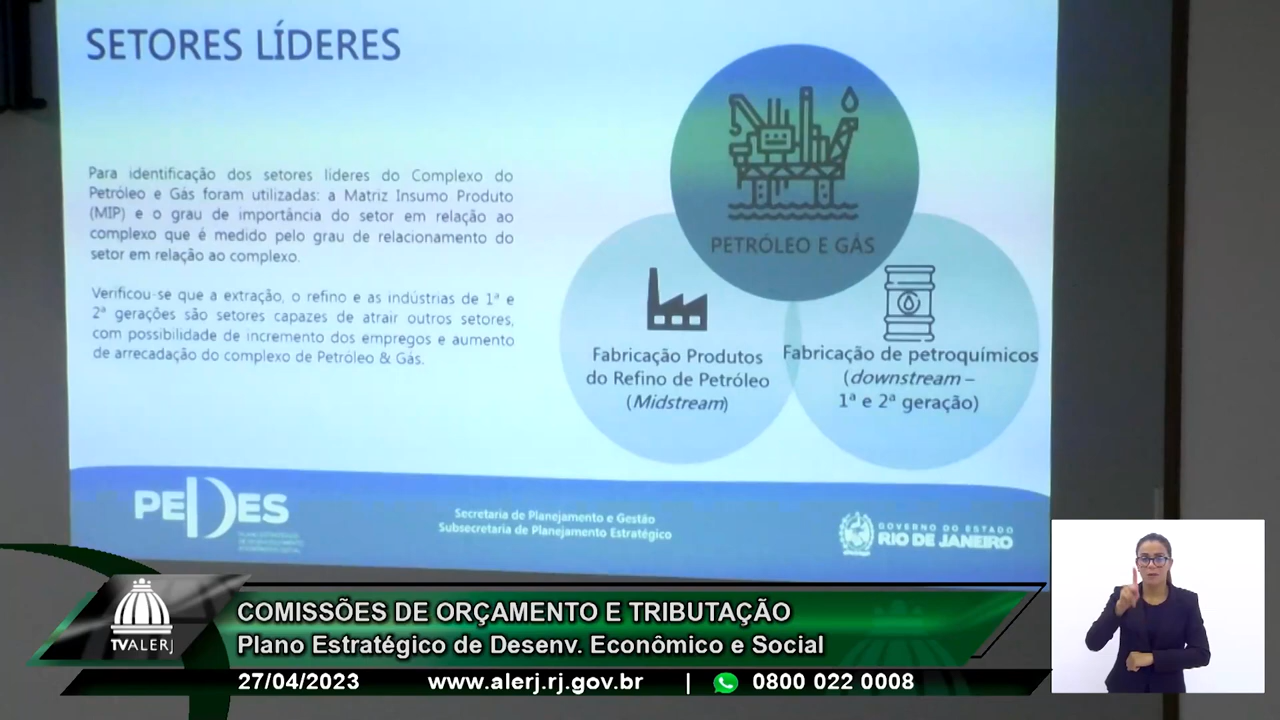 SETORES LÍDERES
Para identificação dos setores líderes do Complexo do
Petróleo e Gás foram utilizadas: a Matriz Insumo Produto
(MIP) e o grau de importância do setor em relação ao
complexo que é medido pelo grau de relacionamento do
setor em relação ao complexo.
Verificou-se que a extração, o refino e as indústrias de 1ª e
2ª gerações são setores capazes de atrair outros setores,
com possibilidade de incremento dos empregos e aumento
de arrecadação do complexo de Petróleo & Gás.
PETRÓLEO E GÁS
Fabricação Produtos
do Refino de Petróleo
(Midstream)
Fabricação de petroquímicos
(downstream –
1ª e 2ª geração)
PEDES
Secretaria de Planejamento e Gestão
Subsecretaria de Planejamento Estratégico
GOVERNO DO ESTADO
RIO DE JANEIRO
TVALERJ
COMISSÕES DE ORÇAMENTO E TRIBUTAÇÃO
Plano Estratégico de Desenv. Econômico e Social
27/04/2023 www.alerj.rj.gov.br | 0800 022 0008